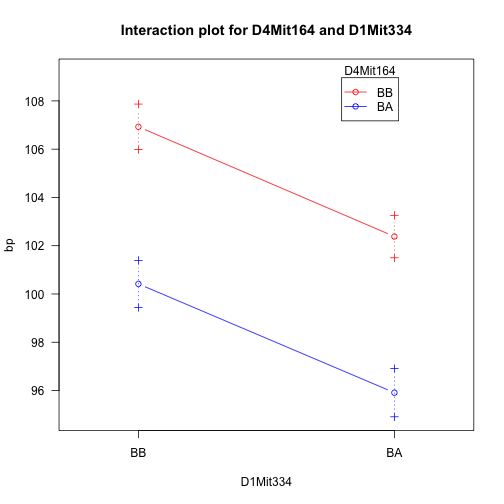 Interaction plot for D4Mit164 and D1Mit334
D4Mit164
BB
BA
108
106
104
102
100
98
96
bp
BB
BA
D1Mit334